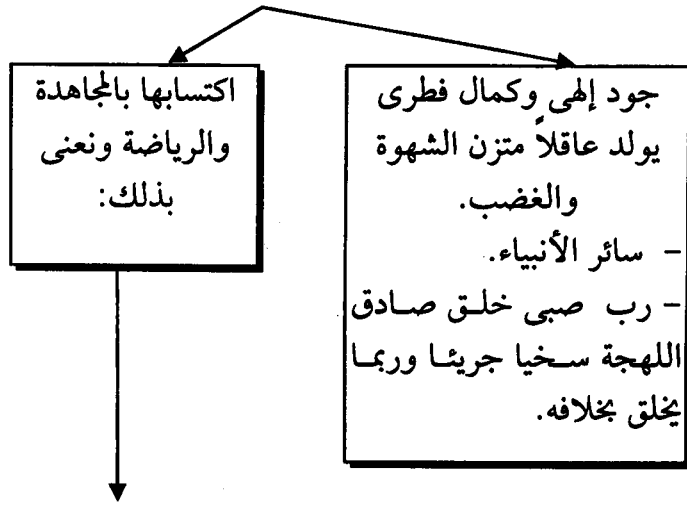 جود إلهى وكمال فطرى
يولد عاقلاً متزن الشهوة
والغضب.
- سائر الأنبياء.
- رب صبى خلق صادق
اللهجة سخيا جريئا وربما
يخلق بخلافه.
اكتسابها بالمجاهدة
والرياضة ونعنى
بذلك: